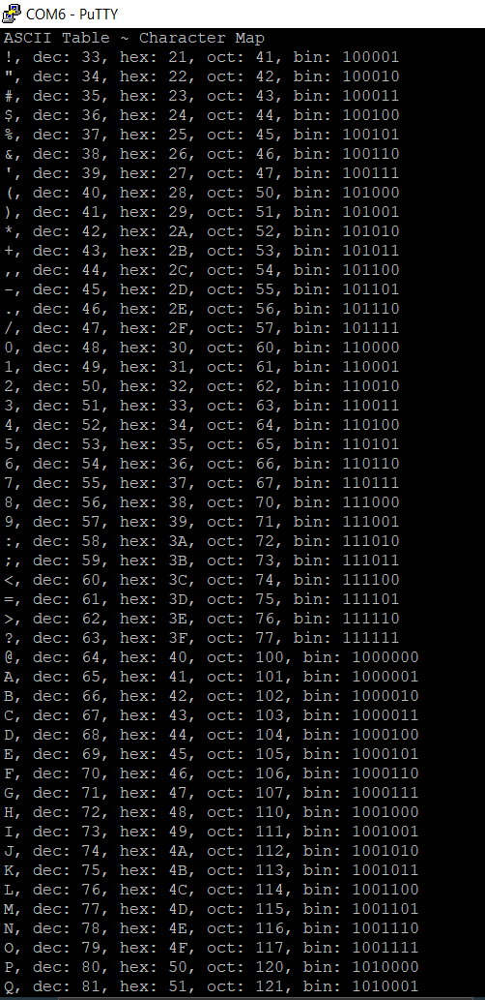 COM6 - PuTTY
ASCII Table ~ Character Map
!, dec: 33, hex: 21, oct: 41, bin: 100001
", dec: 34, hex: 22, oct: 42, bin: 100010
#, dec: 35, hex: 23, oct: 43, bin: 100011
$, dec: 36, hex: 24, oct: 44, bin: 100100
%, dec: 37, hex: 25, oct: 45, bin: 100101
&, dec: 38, hex: 26, oct: 46, bin: 100110
', dec: 39, hex: 27, oct: 47, bin: 100111
(, dec: 40, hex: 28, oct: 50, bin: 101000
), dec: 41, hex: 29, oct: 51, bin: 101001
*, dec: 42, hex: 2A, oct: 52, bin: 101010
+, dec: 43, hex: 2B, oct: 53, bin: 101011
,, dec: 44, hex: 2C, oct: 54, bin: 101100
-, dec: 45, hex: 2D, oct: 55, bin: 101101
., dec: 46, hex: 2E, oct: 56, bin: 101110
/, dec: 47, hex: 2F, oct: 57, bin: 101111
0, dec: 48, hex: 30, oct: 60, bin: 110000
1, dec: 49, hex: 31, oct: 61, bin: 110001
2, dec: 50, hex: 32, oct: 62, bin: 110010
3, dec: 51, hex: 33, oct: 63, bin: 110011
4, dec: 52, hex: 34, oct: 64, bin: 110100
5, dec: 53, hex: 35, oct: 65, bin: 110101
6, dec: 54, hex: 36, oct: 66, bin: 110110
7, dec: 55, hex: 37, oct: 67, bin: 110111
8, dec: 56, hex: 38, oct: 70, bin: 111000
9, dec: 57, hex: 39, oct: 71, bin: 111001
:, dec: 58, hex: 3A, oct: 72, bin: 111010
;, dec: 59, hex: 3B, oct: 73, bin: 111011
<, dec: 60, hex: 3C, oct: 74, bin: 111100
=, dec: 61, hex: 3D, oct: 75, bin: 111101
>, dec: 62, hex: 3E, oct: 76, bin: 111110
?, dec: 63, hex: 3F, oct: 77, bin: 111111
@, dec: 64, hex: 40, oct: 100, bin: 1000000
A, dec: 65, hex: 41, oct: 101, bin: 1000001
B, dec: 66, hex: 42, oct: 102, bin: 1000010
C, dec: 67, hex: 43, oct: 103, bin: 1000011
D, dec: 68, hex: 44, oct: 104, bin: 1000100
E, dec: 69, hex: 45, oct: 105, bin: 1000101
F, dec: 70, hex: 46, oct: 106, bin: 1000110
G, dec: 71, hex: 47, oct: 107, bin: 1000111
H, dec: 72, hex: 48, oct: 110, bin: 1001000
I, dec: 73, hex: 49, oct: 111, bin: 1001001
J, dec: 74, hex: 4A, oct: 112, bin: 1001010
K, dec: 75, hex: 4B, oct: 113, bin: 1001011
L, dec: 76, hex: 4C, oct: 114, bin: 1001100
M, dec: 77, hex: 4D, oct: 115, bin: 1001101
N, dec: 78, hex: 4E, oct: 116, bin: 1001110
O, dec: 79, hex: 4F, oct: 117, bin: 1001111
P, dec: 80, hex: 50, oct: 120, bin: 1010000
Q, dec: 81, hex: 51, oct: 121, bin: 1010001